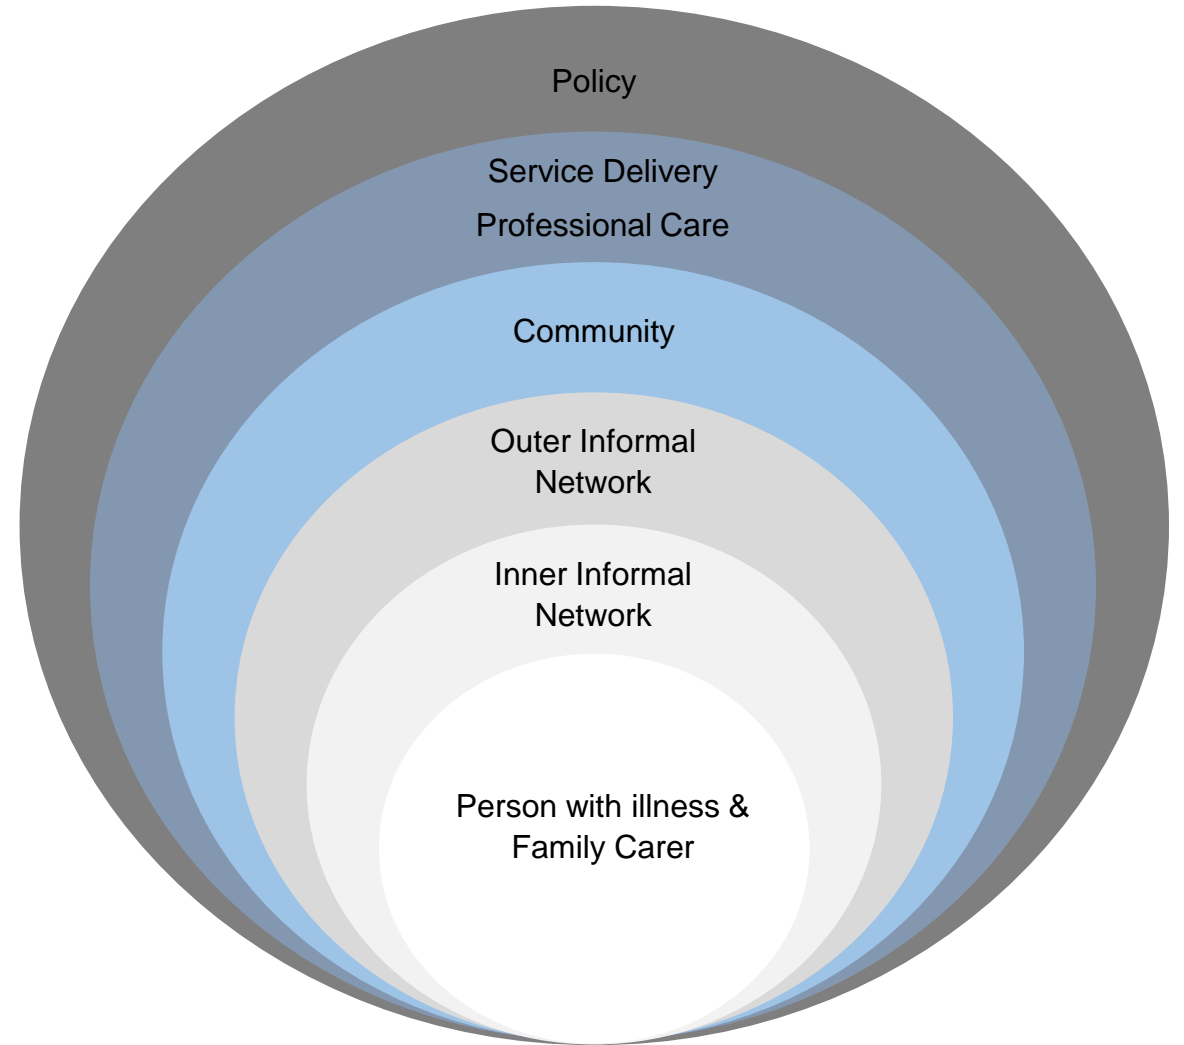 Policy
Service Delivery
Professional Care
Community
Outer Informal
Network
Inner Informal
Network
Person with illness &
Family Carer